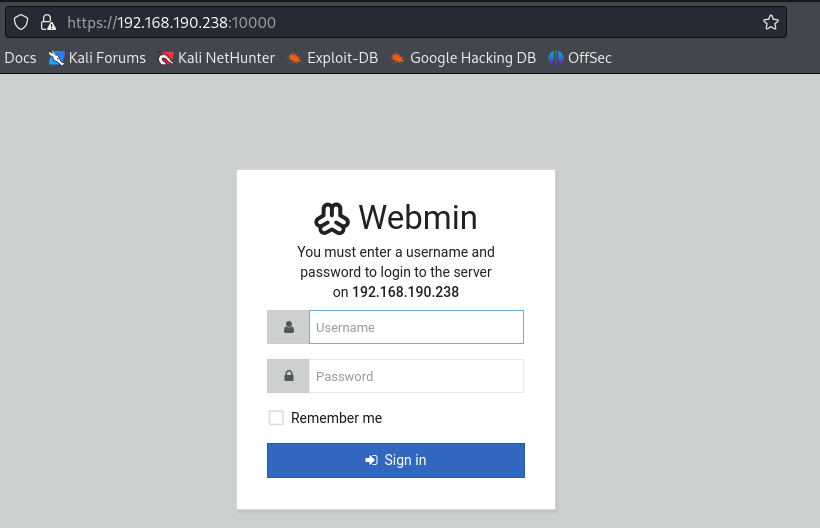 https://192.168.190.238:10000
Docs Kali Forums Kali NetHunter Exploit-DB Google Hacking DB OffSec
Webmin
You must enter a username and
password to login to the server
on 192.168.190.238
Username
Password
Remember me
Sign in